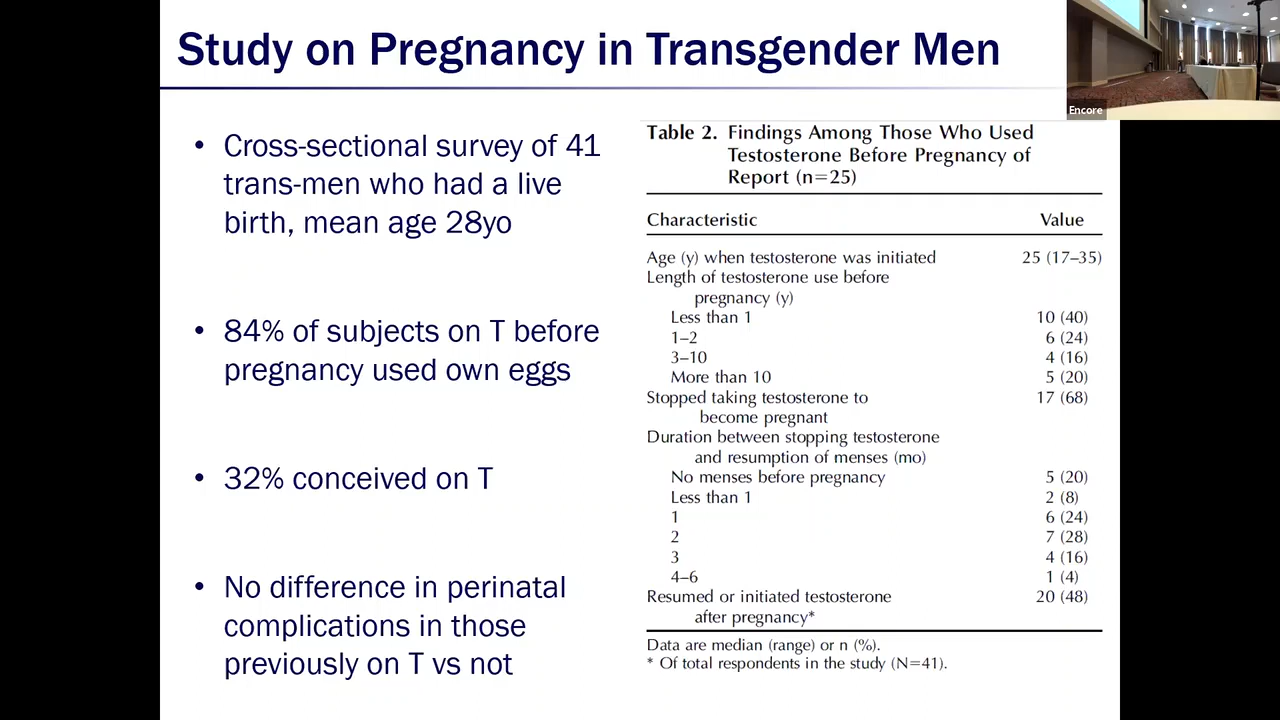 Study on Pregnancy in Transgender Men
Encore
• Cross-sectional survey of 41
trans-men who had a live
birth, mean age 28yo
• 84% of subjects on T before
pregnancy used own eggs
• 32% conceived on T
• No difference in perinatal
complications in those
previously on T vs not
Table 2. Findings Among Those Who Used
Testosterone Before Pregnancy of
Report (n=25)
Characteristic Value
Age (y) when testosterone was initiated 25 (17–35)
Length of testosterone use before
pregnancy (y)
Less than 1 10 (40)
1–2 6 (24)
3–10 4 (16)
More than 10 5 (20)
Stopped taking testosterone to 17 (68)
become pregnant
Duration between stopping testosterone
and resumption of menses (mo)
No menses before pregnancy 5 (20)
Less than 1 2 (8)
1 6 (24)
2 7 (28)
3 4 (16)
4–6 1 (4)
Resumed or initiated testosterone 20 (48)
after pregnancy*
Data are median (range) or n (%).
* Of total respondents in the study (N=41).